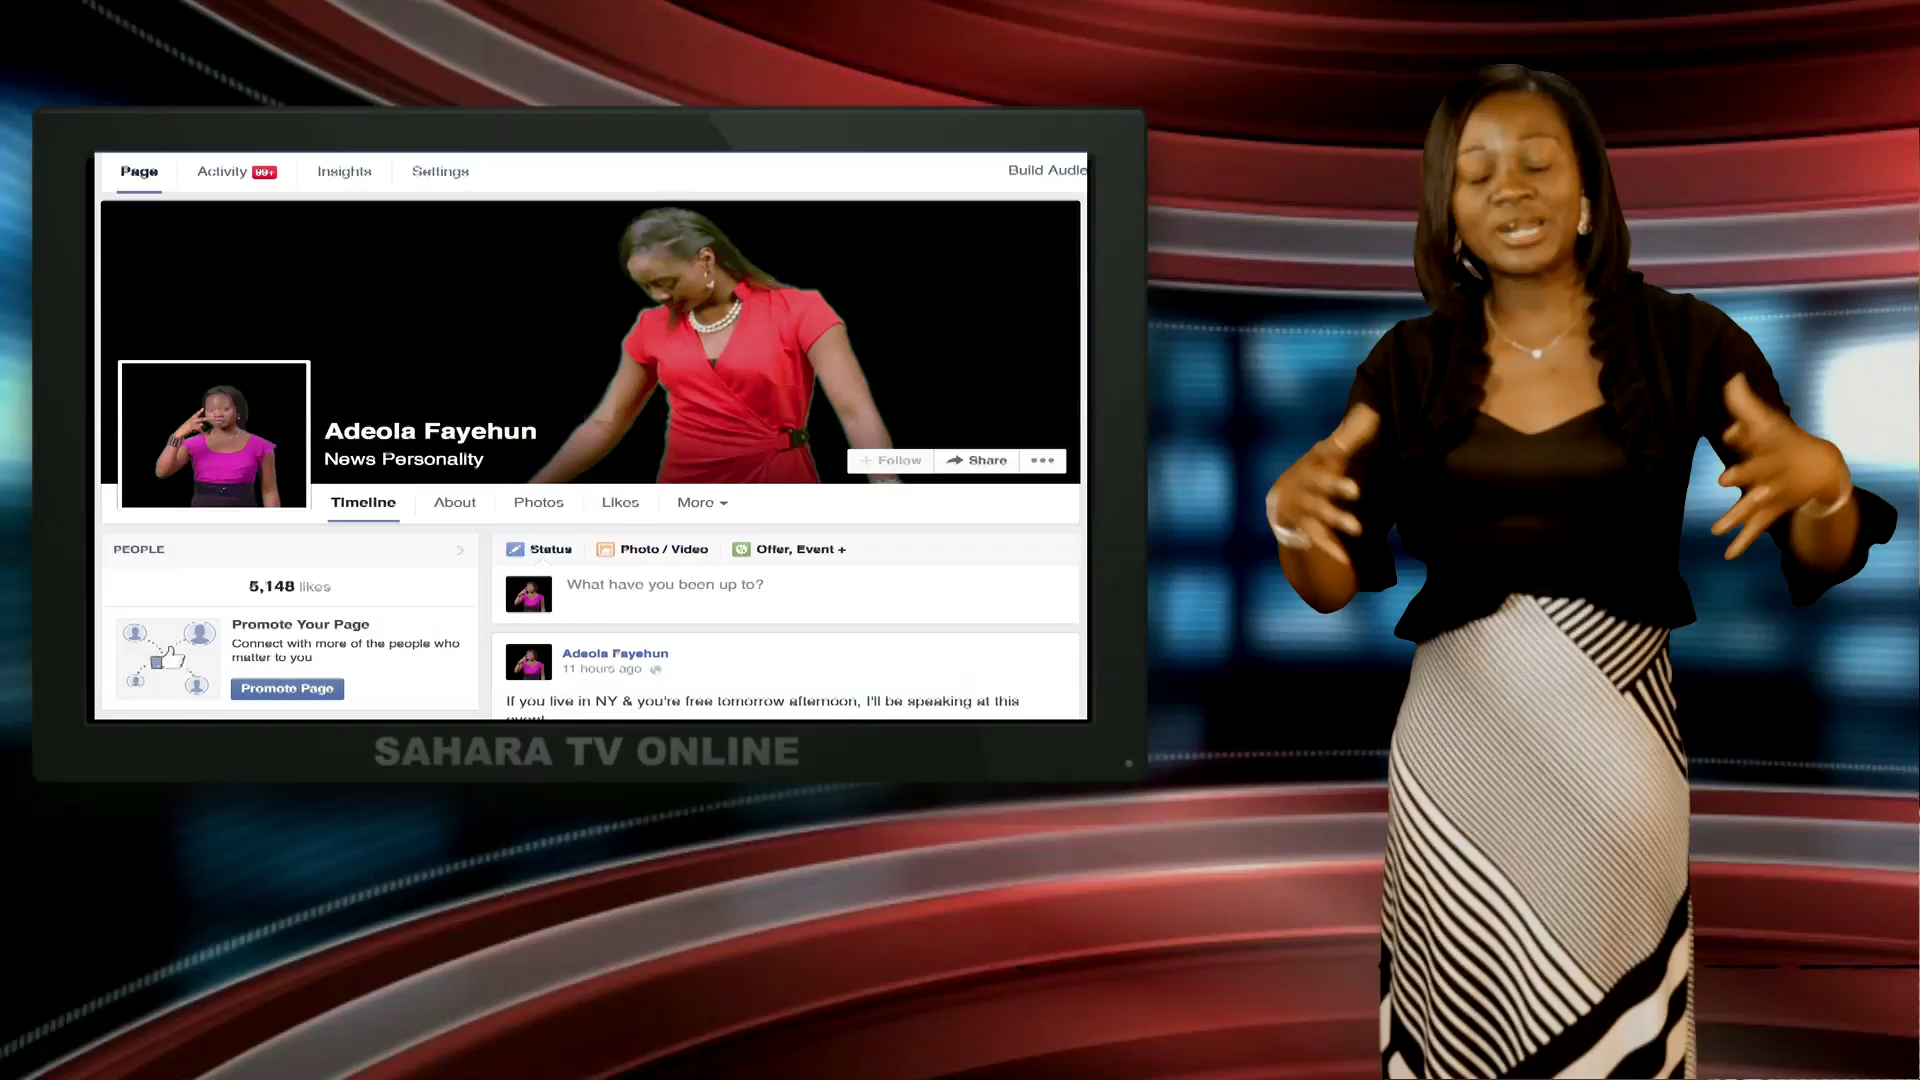 Page Activity 99+ Insights Settings Build Audie
Adeola Fayehun
News Personality
+ Follow Share
Timeline About Photos Likes More
PEOPLE
5,148 likes
Promote Your Page
Connect with more of the people who
matter to you
Promote Page
Status Photo / Video Offer, Event +
What have you been up to?
Adeola Fayehun
11 hours ago
If you live in NY & you're free tomorrow afternoon, I'll be speaking at this
SAHARA TV ONLINE